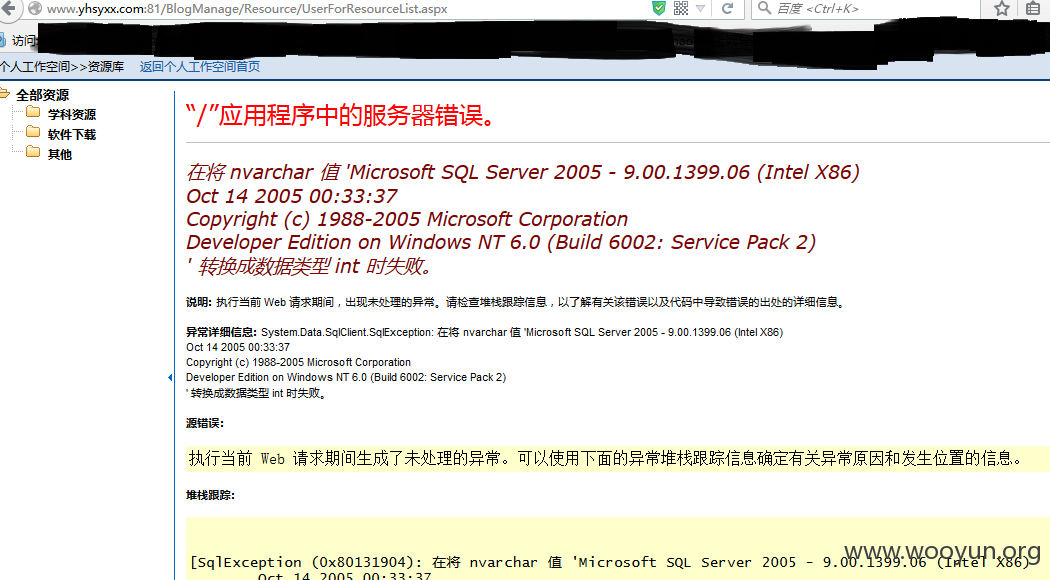 www.yhsyxx.com:81/BlogManage/Resource/UserForResourceList.aspx
百度 <Ctrl+K>
访问
个人工作空间>>资源库 返回个人工作空间首页
全部资源
学科资源
软件下载
其他
“/”应用程序中的服务器错误。
在将 nvarchar 值 'Microsoft SQL Server 2005 - 9.00.1399.06 (Intel X86)
Oct 14 2005 00:33:37
Copyright (c) 1988-2005 Microsoft Corporation
Developer Edition on Windows NT 6.0 (Build 6002: Service Pack 2)
' 转换成数据类型 int 时失败。
说明: 执行当前 Web 请求期间，出现未处理的异常。请检查堆栈跟踪信息，以了解有关该错误以及代码中导致错误的出处的详细信息。
异常详细信息: System.Data.SqlClient.SqlException: 在将 nvarchar 值 'Microsoft SQL Server 2005 - 9.00.1399.06 (Intel X86)
Oct 14 2005 00:33:37
Copyright (c) 1988-2005 Microsoft Corporation
Developer Edition on Windows NT 6.0 (Build 6002: Service Pack 2)
' 转换成数据类型 int 时失败。
源错误:
执行当前 Web 请求期间生成了未处理的异常。可以使用下面的异常堆栈跟踪信息确定有关异常原因和发生位置的信息。
堆栈跟踪:
[SqlException (0x80131904): 在将 nvarchar 值 'Microsoft SQL Server 2005 - 9.00.1399.06 (Intel X86)
Oct 14 2005 00:33:37
www.wooyun.org